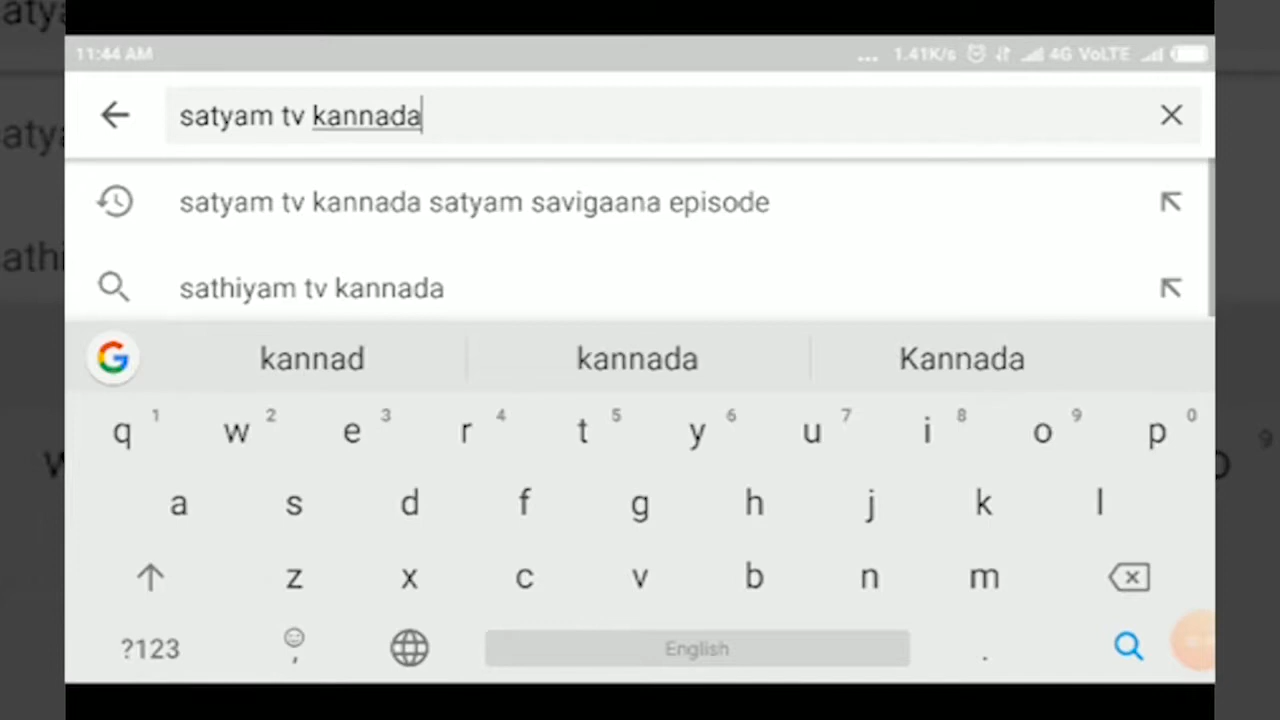 11:44 AM ... 1.41K/s 4G VoLTE
satyam tv kannada
satyam tv kannada satyam savigaana episode
sathiyam tv kannada
G kannad kannada Kannada
q 1 w 2 e 3 r 4 t 5 y 6 u 7 i 8 o 9 p 0
a s d f g h j k l
z x c v b n m
?123 , English .